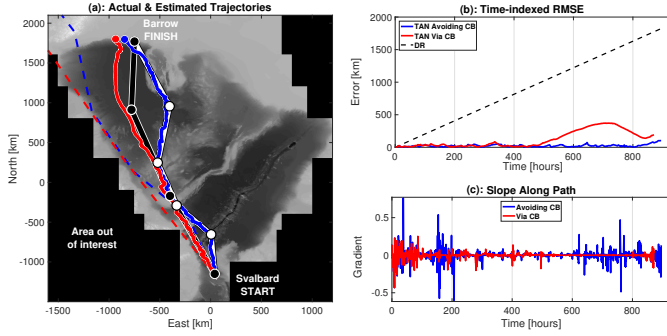 (a): Actual & Estimated Trajectories
Barrow
FINISH
Area out
of interest
Svalbard
START
2000
1500
1000
500
0
-500
-1000
North [km]
-1500
-1000
-500
0
500
1000
East [km]
(b): Time-indexed RMSE
TAN Avoiding CB
TAN Via CB
DR
2000
1500
1000
500
0
Error [km]
0
200
400
600
800
Time [hours]
(c): Slope Along Path
Avoiding CB
Via CB
0.5
0
-0.5
Gradient
0
200
400
600
800
Time [hours]